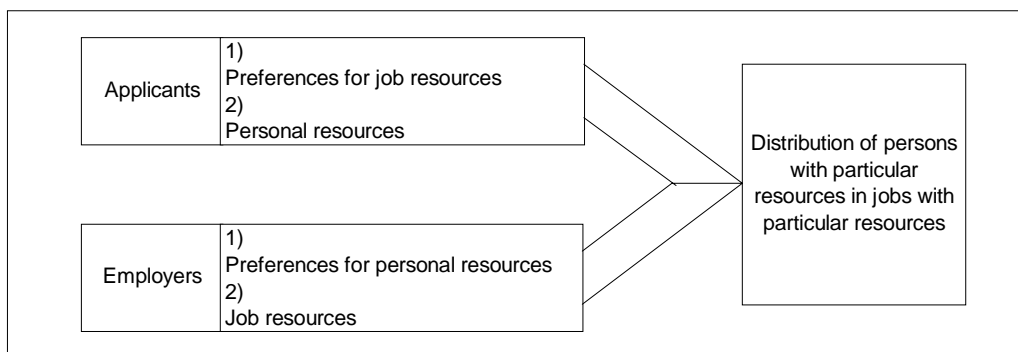 Applicants
1)
Preferences for job resources
2)
Personal resources
Employers
1)
Preferences for personal resources
2)
Job resources
Distribution of persons
with particular
resources in jobs with
particular resources